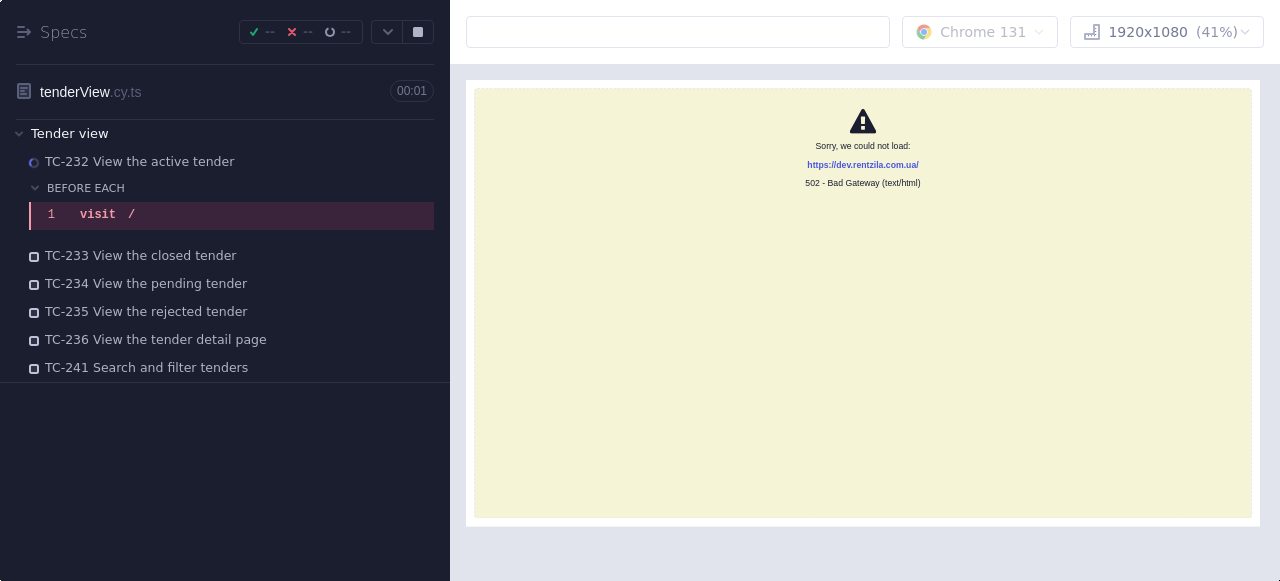 Specs
-- -- --
Chrome 131
1920x1080 (41%)
tenderView.cy.ts
00:01
Tender view
TC-232 View the active tender
BEFORE EACH
1 visit /
TC-233 View the closed tender
TC-234 View the pending tender
TC-235 View the rejected tender
TC-236 View the tender detail page
TC-241 Search and filter tenders
Sorry, we could not load:
https://dev.rentzila.com.ua/
502 - Bad Gateway (text/html)